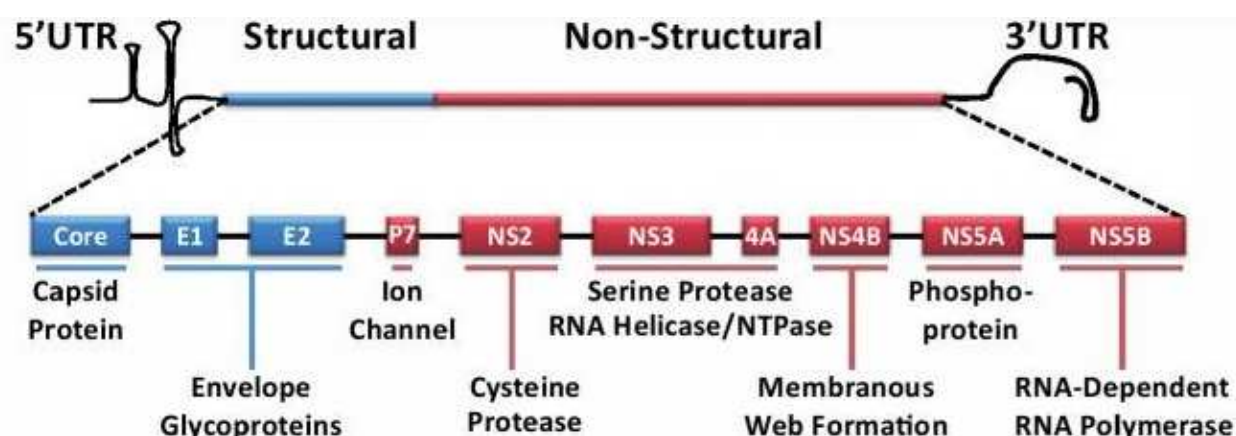 5'UTR Structural Non-Structural 3'UTR
Core E1 E2 P7 NS2 NS3 4A NS4B NS5A NS5B
Capsid
Protein
Envelope
Glycoproteins
Ion
Channel
Cysteine
Protease
Serine Protease
RNA Helicase/NTPase
Membranous
Web Formation
Phospho-
protein
RNA-Dependent
RNA Polymerase